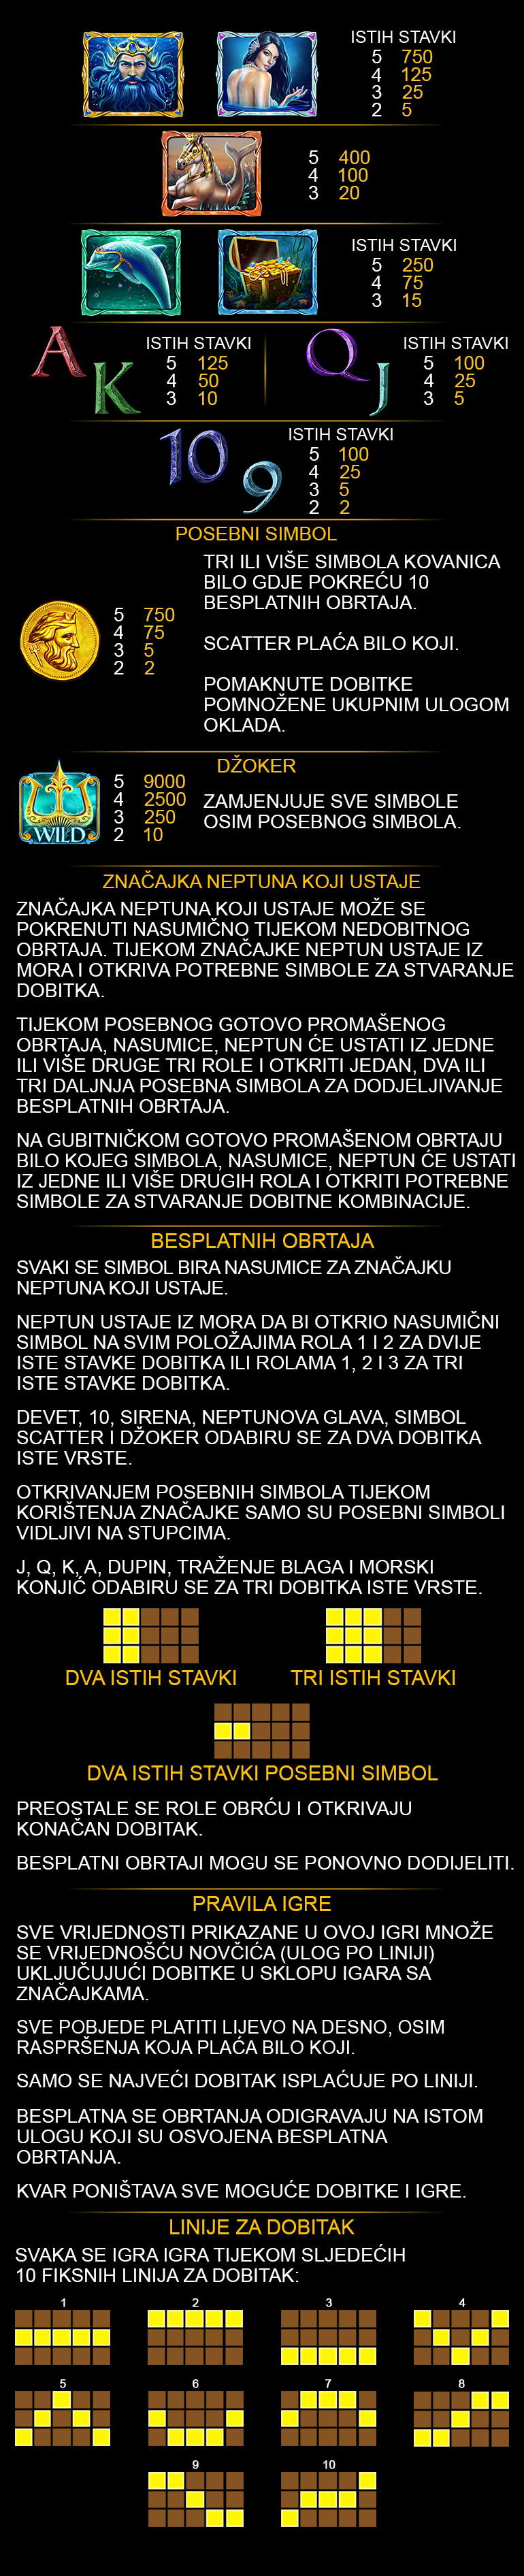 ISTIH STAVKI
5 750
4 125
3 25
2 5
5 400
4 100
3 20
ISTIH STAVKI
5 250
4 75
3 15
A K
ISTIH STAVKI
5 125
4 50
3 10
Q J
ISTIH STAVKI
5 100
4 25
3 5
10 9
ISTIH STAVKI
5 100
4 25
3 5
2 2
POSEBNI SIMBOL
5 750
4 75
3 5
2 2
TRI ILI VIŠE SIMBOLA KOVANICA
BILO GDJE POKREĆU 10
BESPLATNIH OBRTAJA.
SCATTER PLAĆA BILO KOJI.
POMAKNUTE DOBITKE
POMNOŽENE UKUPNIM ULOGOM
OKLADA.
DŽOKER
WILD
5 9000
4 2500
3 250
2 10
ZAMJENJUJE SVE SIMBOLE
OSIM POSEBNOG SIMBOLA.
ZNAČAJKA NEPTUNA KOJI USTAJE
ZNAČAJKA NEPTUNA KOJI USTAJE MOŽE SE
POKRENUTI NASUMIČNO TIJEKOM NEDOBITNOG
OBRTAJA. TIJEKOM ZNAČAJKE NEPTUN USTAJE IZ
MORA I OTKRIVA POTREBNE SIMBOLE ZA STVARANJE
DOBITKA.
TIJEKOM POSEBNOG GOTOVO PROMAŠENOG
OBRTAJA, NASUMICE, NEPTUN ĆE USTATI IZ JEDNE
ILI VIŠE DRUGE TRI ROLE I OTKRITI JEDAN, DVA ILI
TRI DALJNJA POSEBNA SIMBOLA ZA DODJELJIVANJE
BESPLATNIH OBRTAJA.
NA GUBITNIČKOM GOTOVO PROMAŠENOM OBRTAJU
BILO KOJEG SIMBOLA, NASUMICE, NEPTUN ĆE USTATI
IZ JEDNE ILI VIŠE DRUGIH ROLA I OTKRITI POTREBNE
SIMBOLE ZA STVARANJE DOBITNE KOMBINACIJE.
BESPLATNIH OBRTAJA
SVAKI SE SIMBOL BIRA NASUMICE ZA ZNAČAJKU
NEPTUNA KOJI USTAJE.
NEPTUN USTAJE IZ MORA DA BI OTKRIO NASUMIČNI
SIMBOL NA SVIM POLOŽAJIMA ROLA 1 I 2 ZA DVIJE
ISTE STAVKE DOBITKA ILI ROLAMA 1, 2 I 3 ZA TRI
ISTE STAVKE DOBITKA.
DEVET, 10, SIRENA, NEPTUNOVA GLAVA, SIMBOL
SCATTER I DŽOKER ODABIRU SE ZA DVA DOBITKA
ISTE VRSTE.
OTKRIVANJEM POSEBNIH SIMBOLA TIJEKOM
KORIŠTENJA ZNAČAJKE SAMO SU POSEBNI SIMBOLI
VIDLJIVI NA STUPCIMA.
J, Q, K, A, DUPIN, TRAŽENJE BLAGA I MORSKI
KONJIĆ ODABIRU SE ZA TRI DOBITKA ISTE VRSTE.
DVA ISTIH STAVKI
TRI ISTIH STAVKI
DVA ISTIH STAVKI POSEBNI SIMBOL
PREOSTALE SE ROLE OBRĆU I OTKRIVAJU
KONAČAN DOBITAK.
BESPLATNI OBRTAJI MOGU SE PONOVNO DODIJELITI.
PRAVILA IGRE
SVE VRIJEDNOSTI PRIKAZANE U OVOJ IGRI MNOŽE
SE VRIJEDNOŠĆU NOVČIĆA (ULOG PO LINIJI)
UKLJUČUJUĆI DOBITKE U SKLOPU IGARA SA
ZNAČAJKAMA.
SVE POBJEDE PLATITI LIJEVO NA DESNO, OSIM
RASPRŠENJA KOJA PLAĆA BILO KOJI.
SAMO SE NAJVEĆI DOBITAK ISPLAĆUJE PO LINIJI.
BESPLATNA SE OBRTANJA ODIGRAVAJU NA ISTOM
ULOGU KOJI SU OSVOJENA BESPLATNA
OBRTANJA.
KVAR PONIŠTAVA SVE MOGUĆE DOBITKE I IGRE.
LINIJE ZA DOBITAK
SVAKA SE IGRA IGRA TIJEKOM SLJEDEĆIH
10 FIKSNIH LINIJA ZA DOBITAK:
1 2 3 4
5 6 7 8
9 10